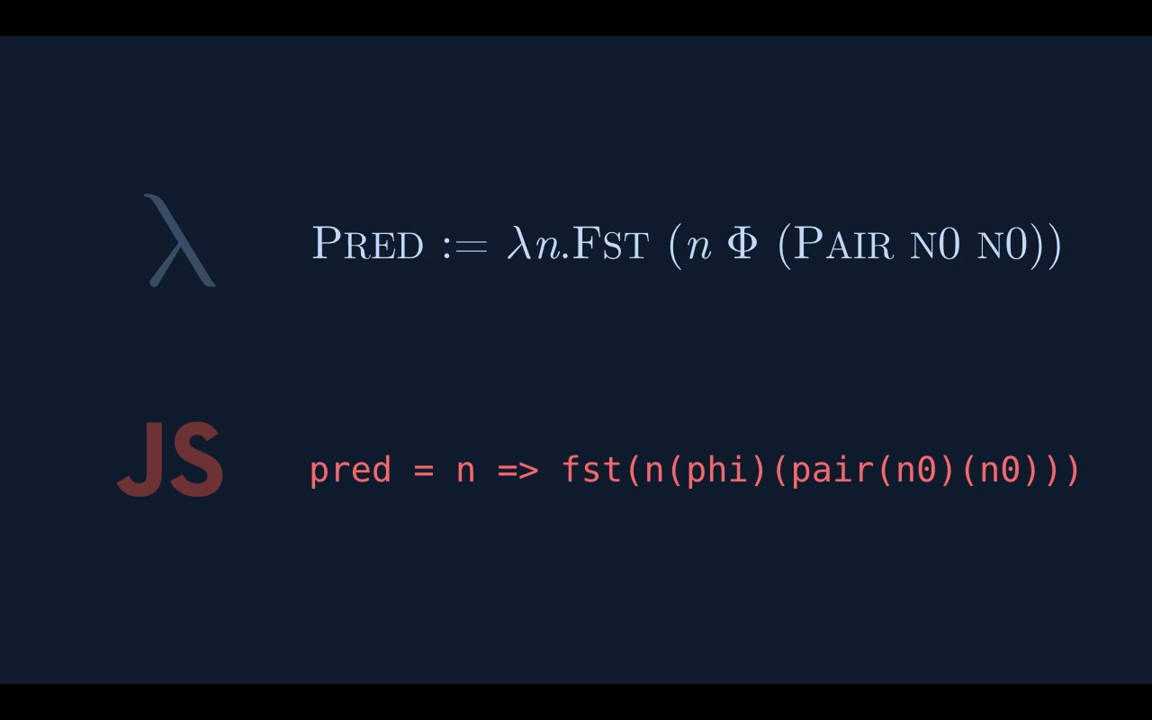 λ
Pred := λn.Fst (n Φ (Pair n0 n0))
JS
pred = n => fst(n(phi)(pair(n0)(n0)))